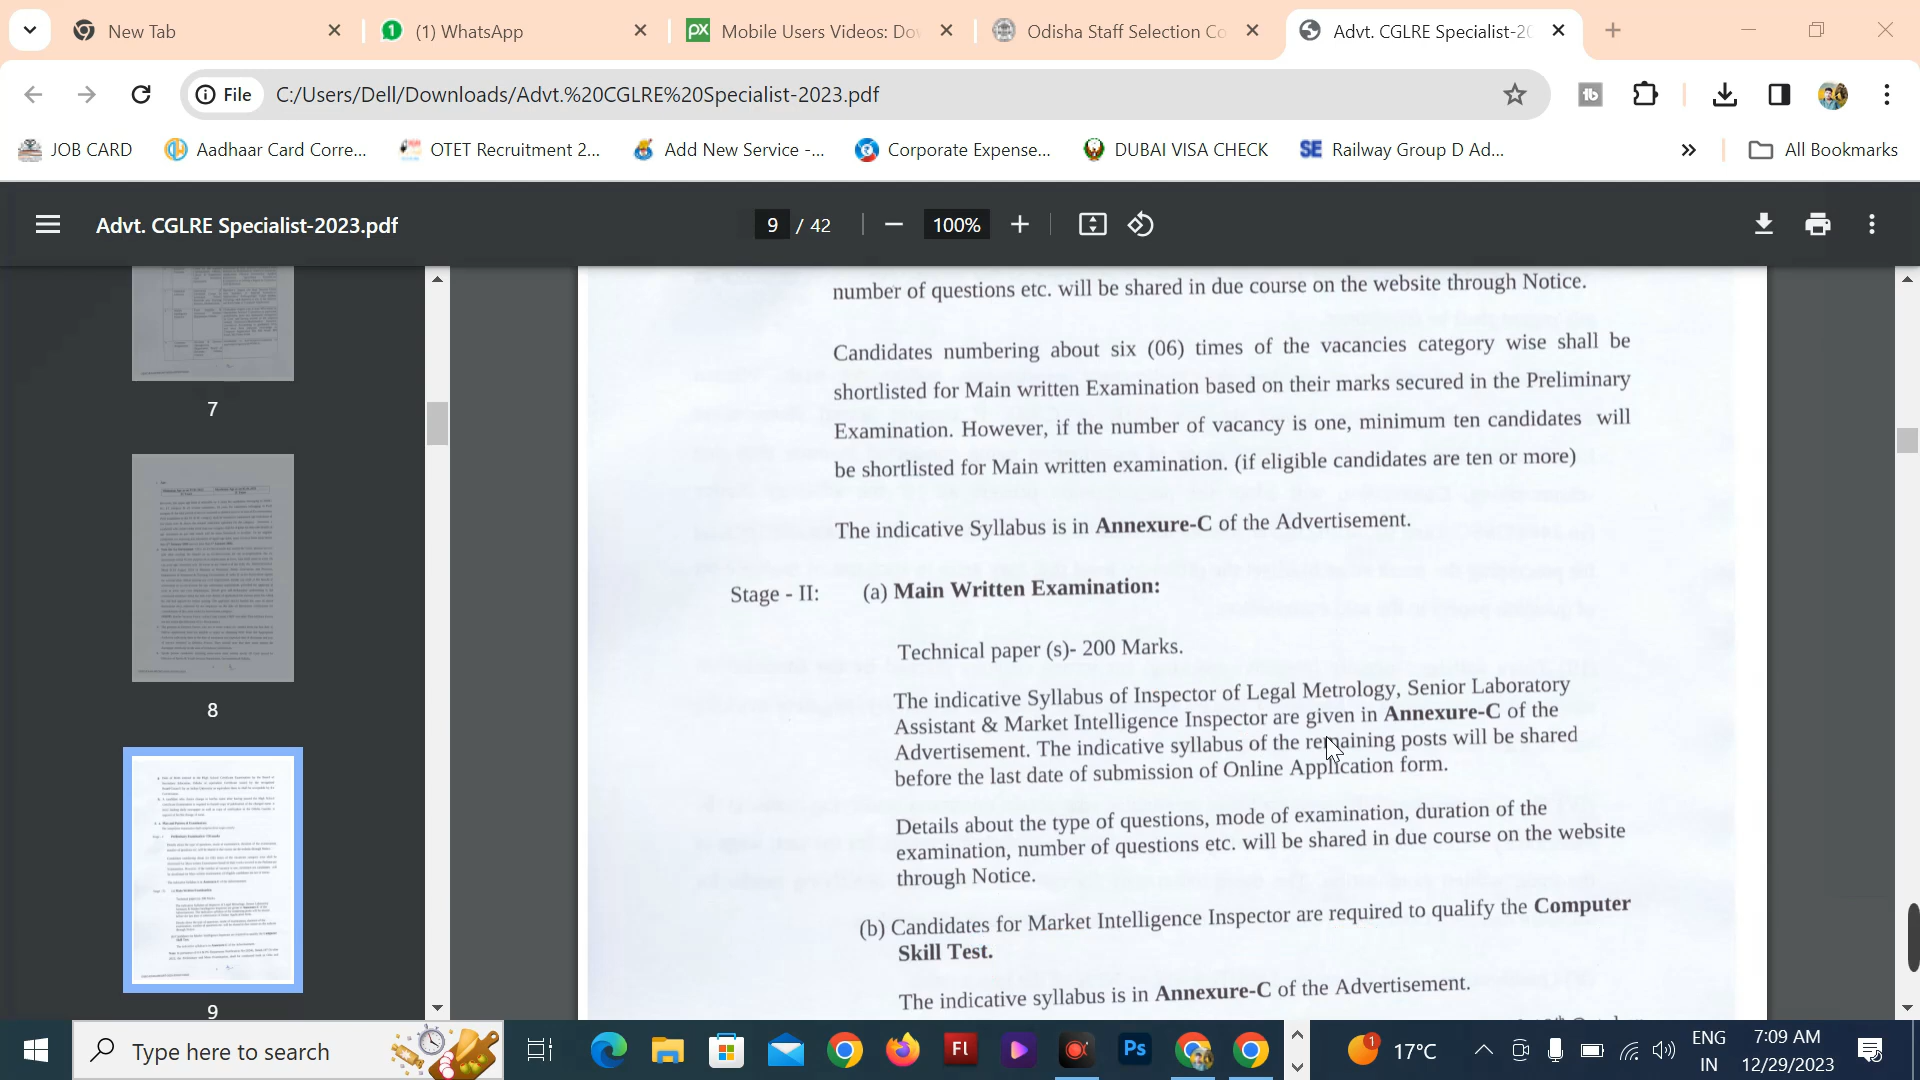 New Tab
(1) WhatsApp
Mobile Users Videos: Do
Odisha Staff Selection Co
Advt. CGLRE Specialist-20
File
C:/Users/Dell/Downloads/Advt.%20CGLRE%20Specialist-2023.pdf
JOB CARD
Aadhaar Card Corre...
OTET Recruitment 2...
Add New Service -...
Corporate Expense...
DUBAI VISA CHECK
SE Railway Group D Ad...
All Bookmarks
Advt. CGLRE Specialist-2023.pdf
9 / 42
100%
7
8
9
number of questions etc. will be shared in due course on the website through Notice.
Candidates numbering about six (06) times of the vacancies category wise shall be
shortlisted for Main written Examination based on their marks secured in the Preliminary
Examination. However, if the number of vacancy is one, minimum ten candidates will
be shortlisted for Main written examination. (if eligible candidates are ten or more)
The indicative Syllabus is in Annexure-C of the Advertisement.
Stage - II: (a) Main Written Examination:
Technical paper (s)- 200 Marks.
The indicative Syllabus of Inspector of Legal Metrology, Senior Laboratory
Assistant & Market Intelligence Inspector are given in Annexure-C of the
Advertisement. The indicative syllabus of the remaining posts will be shared
before the last date of submission of Online Application form.
Details about the type of questions, mode of examination, duration of the
examination, number of questions etc. will be shared in due course on the website
through Notice.
(b) Candidates for Market Intelligence Inspector are required to qualify the Computer
Skill Test.
The indicative syllabus is in Annexure-C of the Advertisement.
Type here to search
Fl
Ps
1
17°C
ENG
IN
7:09 AM
12/29/2023